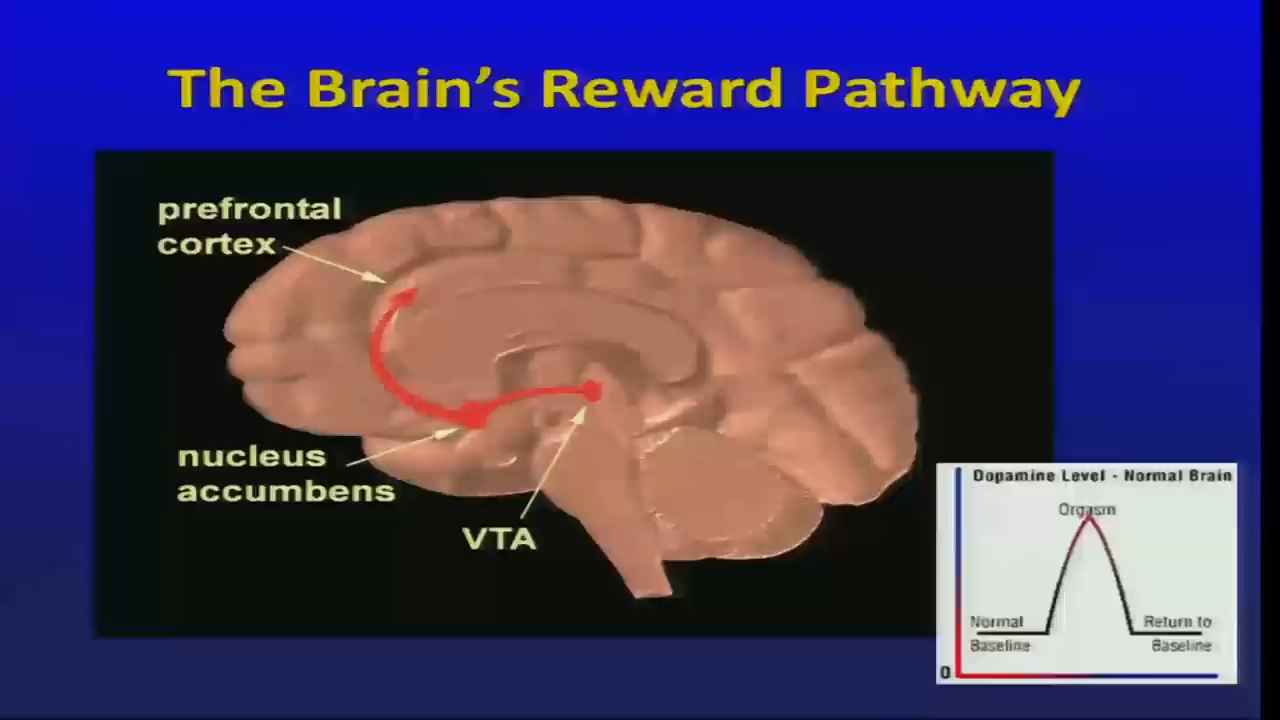 The Brain's Reward Pathway
prefrontal
cortex
nucleus
accumbens
VTA
Dopamine Level - Normal Brain
Orgasm
Normal
Baseline
Return to
Baseline
0